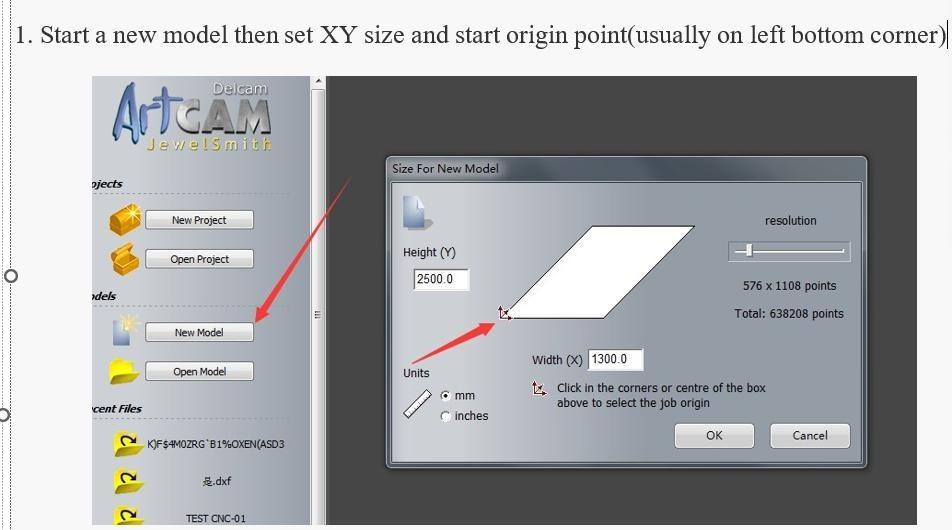 1. Start a new model then set XY size and start origin point(usually on left bottom corner)
Delcam
ArtCAM
JewelSmith
ojects
New Project
Open Project
odels
New Model
Open Model
cent Files
K)F$4M0ZRG`B1%OXEN(ASD3
.dxf
TEST CNC-01
Size For New Model
Height (Y)
2500.0
resolution
576 x 1108 points
Total: 638208 points
Width (X) 1300.0
Units
mm
inches
Click in the corners or centre of the box
above to select the job origin
OK
Cancel